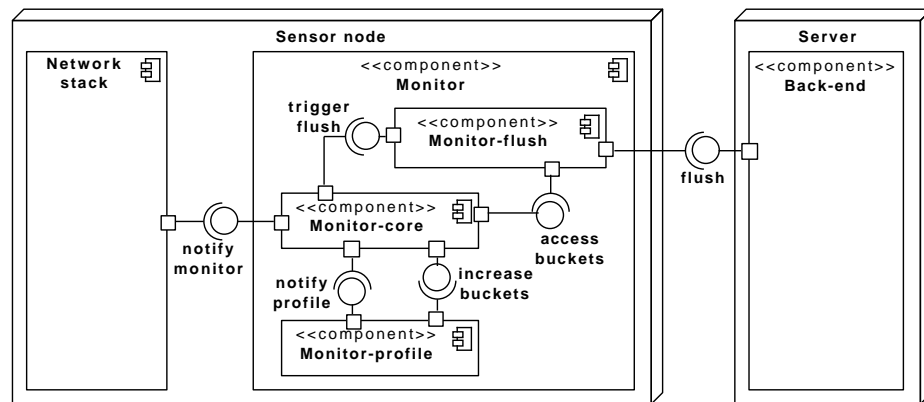 Sensor node
Server
Network
stack
<<component>>
Monitor
<<component>>
Back-end
trigger
flush
<<component>>
Monitor-flush
flush
<<component>>
Monitor-core
access
buckets
notify
monitor
notify
profile
increase
buckets
<<component>>
Monitor-profile